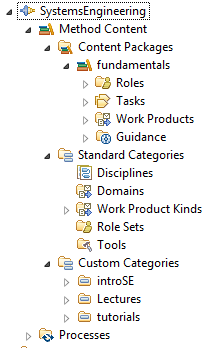 SystemsEngineering
Method Content
Content Packages
fundamentals
Roles
Tasks
Work Products
Guidance
Standard Categories
Disciplines
Domains
Work Product Kinds
Role Sets
Tools
Custom Categories
introSE
Lectures
tutorials
Processes